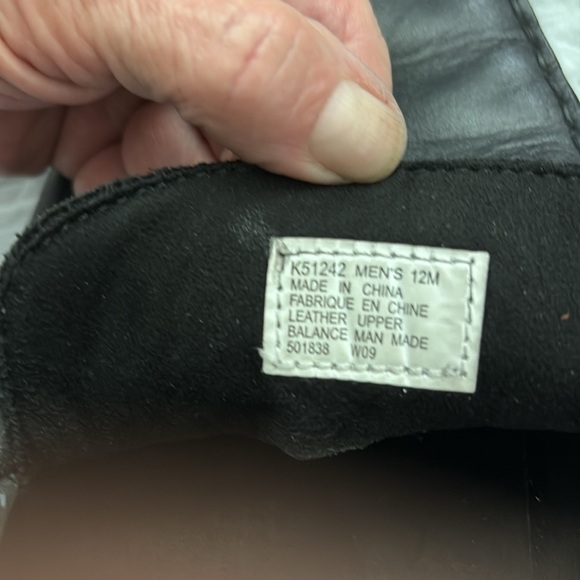 K51242 MEN'S 12M
MADE IN CHINA
FABRIQUE EN CHINE
LEATHER UPPER
BALANCE MAN MADE
501838 W09